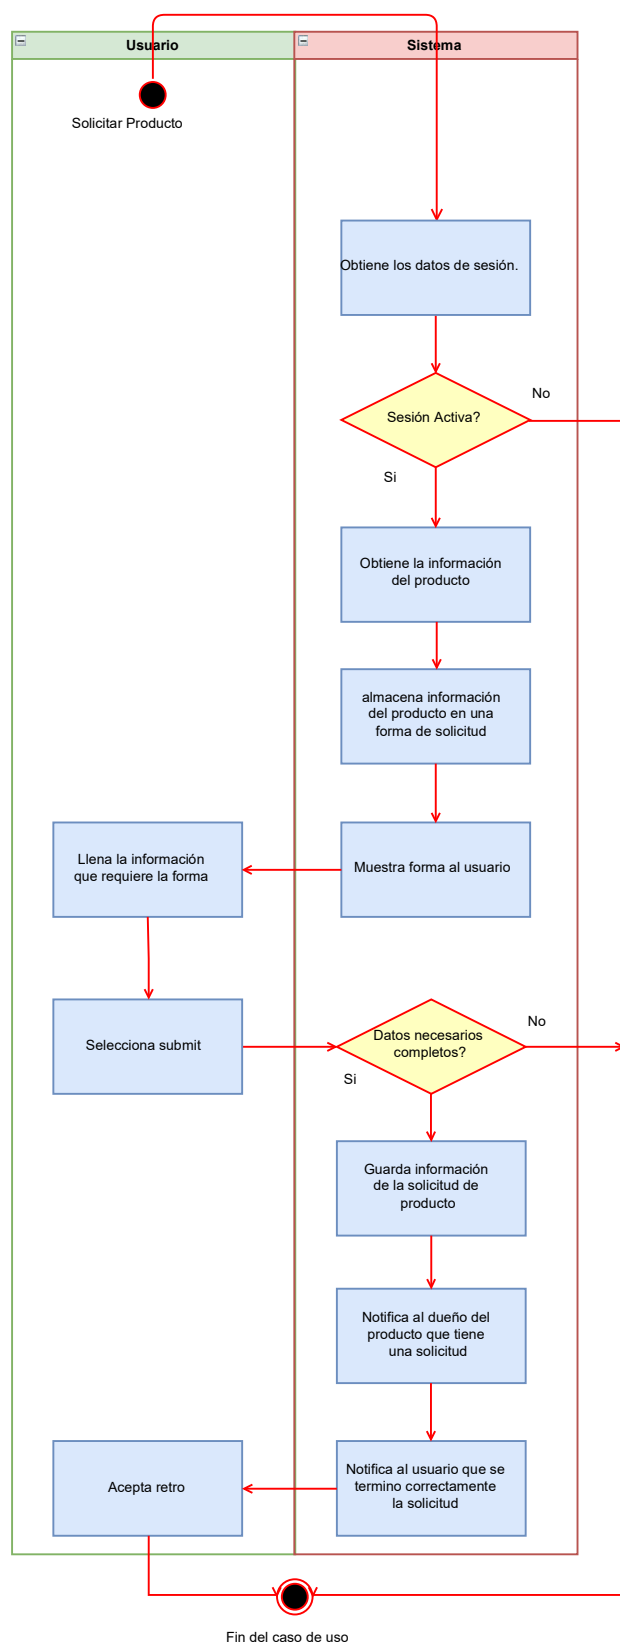 Usuario
Sistema
Solicitar Producto
Obtiene los datos de sesión.
No
Sesión Activa?
Si
Obtiene la información
del producto
almacena información
del producto en una
forma de solicitud
Llena la información
que requiere la forma
Muestra forma al usuario
Selecciona submit
Datos necesarios
completos?
No
Si
Guarda información
de la solicitud de
producto
Notifica al dueño del
producto que tiene
una solicitud
Acepta retro
Notifica al usuario que se
termino correctamente
la solicitud
Fin del caso de uso